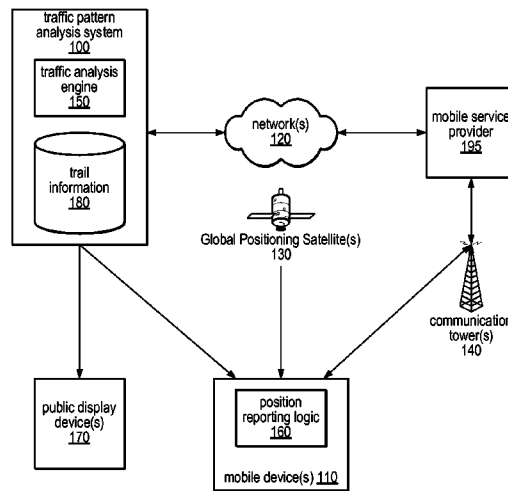 traffic pattern
analysis system
100
traffic analysis
engine
150
trail
information
180
network(s)
120
mobile service
provider
195
Global Positioning Satellite(s)
130
communication
tower(s)
140
public display
device(s)
170
position
reporting logic
160
mobile device(s) 110